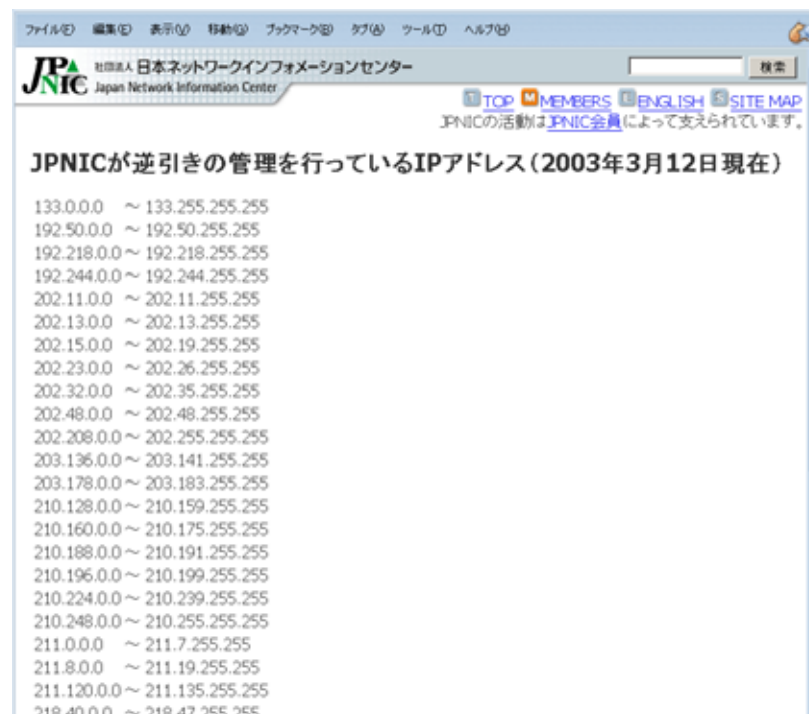 ファイル(F) 編集(E) 表示(V) 移動(G) ブックマーク(B) タブ(A) ツール(T) ヘルプ(H)
JPNIC 社団法人 日本ネットワークインフォメーションセンター
Japan Network Information Center
検索
TOP MEMBERS ENGLISH SITE MAP
JPNICの活動はJPNIC会員によって支えられています。
JPNICが逆引きの管理を行っているIPアドレス(2003年3月12日現在)
133.0.0.0 ～ 133.255.255.255
192.50.0.0 ～ 192.50.255.255
192.218.0.0～ 192.218.255.255
192.244.0.0～ 192.244.255.255
202.11.0.0 ～ 202.11.255.255
202.13.0.0 ～ 202.13.255.255
202.15.0.0 ～ 202.19.255.255
202.23.0.0 ～ 202.26.255.255
202.32.0.0 ～ 202.35.255.255
202.48.0.0 ～ 202.48.255.255
202.208.0.0～ 202.255.255.255
203.136.0.0～ 203.141.255.255
203.178.0.0～ 203.183.255.255
210.128.0.0～ 210.159.255.255
210.160.0.0～ 210.175.255.255
210.188.0.0～ 210.191.255.255
210.196.0.0～ 210.199.255.255
210.224.0.0～ 210.239.255.255
210.248.0.0～ 210.255.255.255
211.0.0.0 ～ 211.7.255.255
211.8.0.0 ～ 211.19.255.255
211.120.0.0～ 211.135.255.255
218.40.0.0 ～ 218.47.255.255